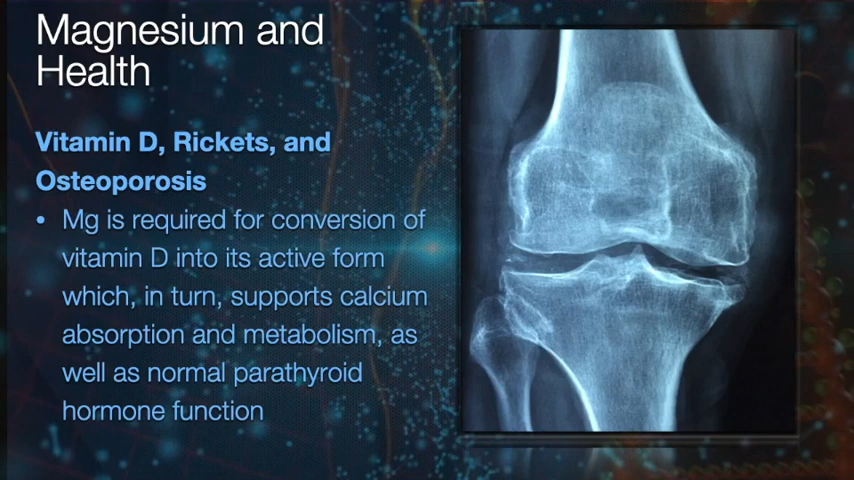 Magnesium and
Health
Vitamin D, Rickets, and
Osteoporosis
• Mg is required for conversion of
vitamin D into its active form
which, in turn, supports calcium
absorption and metabolism, as
well as normal parathyroid
hormone function